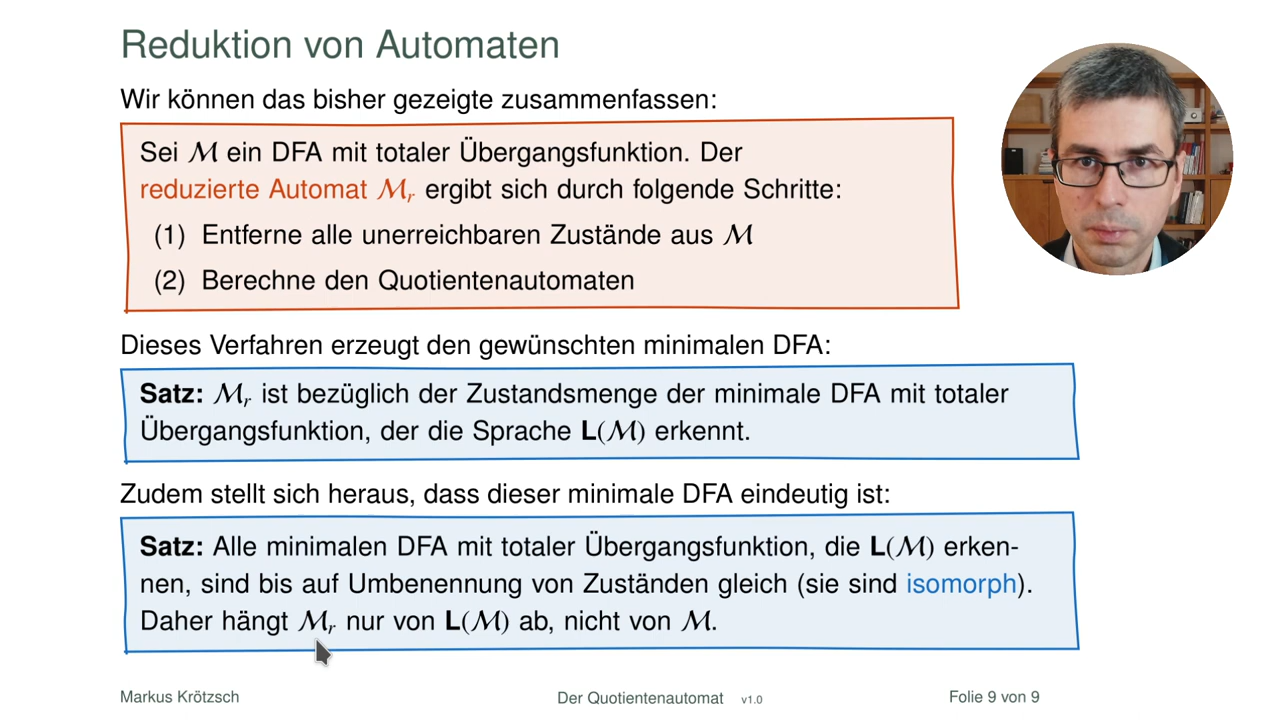 Reduktion von Automaten
Wir können das bisher gezeigte zusammenfassen:
Sei ℳ ein DFA mit totaler Übergangsfunktion. Der
reduzierte Automat ℳᵣ ergibt sich durch folgende Schritte:
(1) Entferne alle unerreichbaren Zustände aus ℳ
(2) Berechne den Quotientenautomaten
Dieses Verfahren erzeugt den gewünschten minimalen DFA:
Satz: ℳᵣ ist bezüglich der Zustandsmenge der minimale DFA mit totaler
Übergangsfunktion, der die Sprache L(ℳ) erkennt.
Zudem stellt sich heraus, dass dieser minimale DFA eindeutig ist:
Satz: Alle minimalen DFA mit totaler Übergangsfunktion, die L(ℳ) erken-
nen, sind bis auf Umbenennung von Zuständen gleich (sie sind isomorph).
Daher hängt ℳᵣ nur von L(ℳ) ab, nicht von ℳ.
Markus Krötzsch Der Quotientenautomat v1.0 Folie 9 von 9